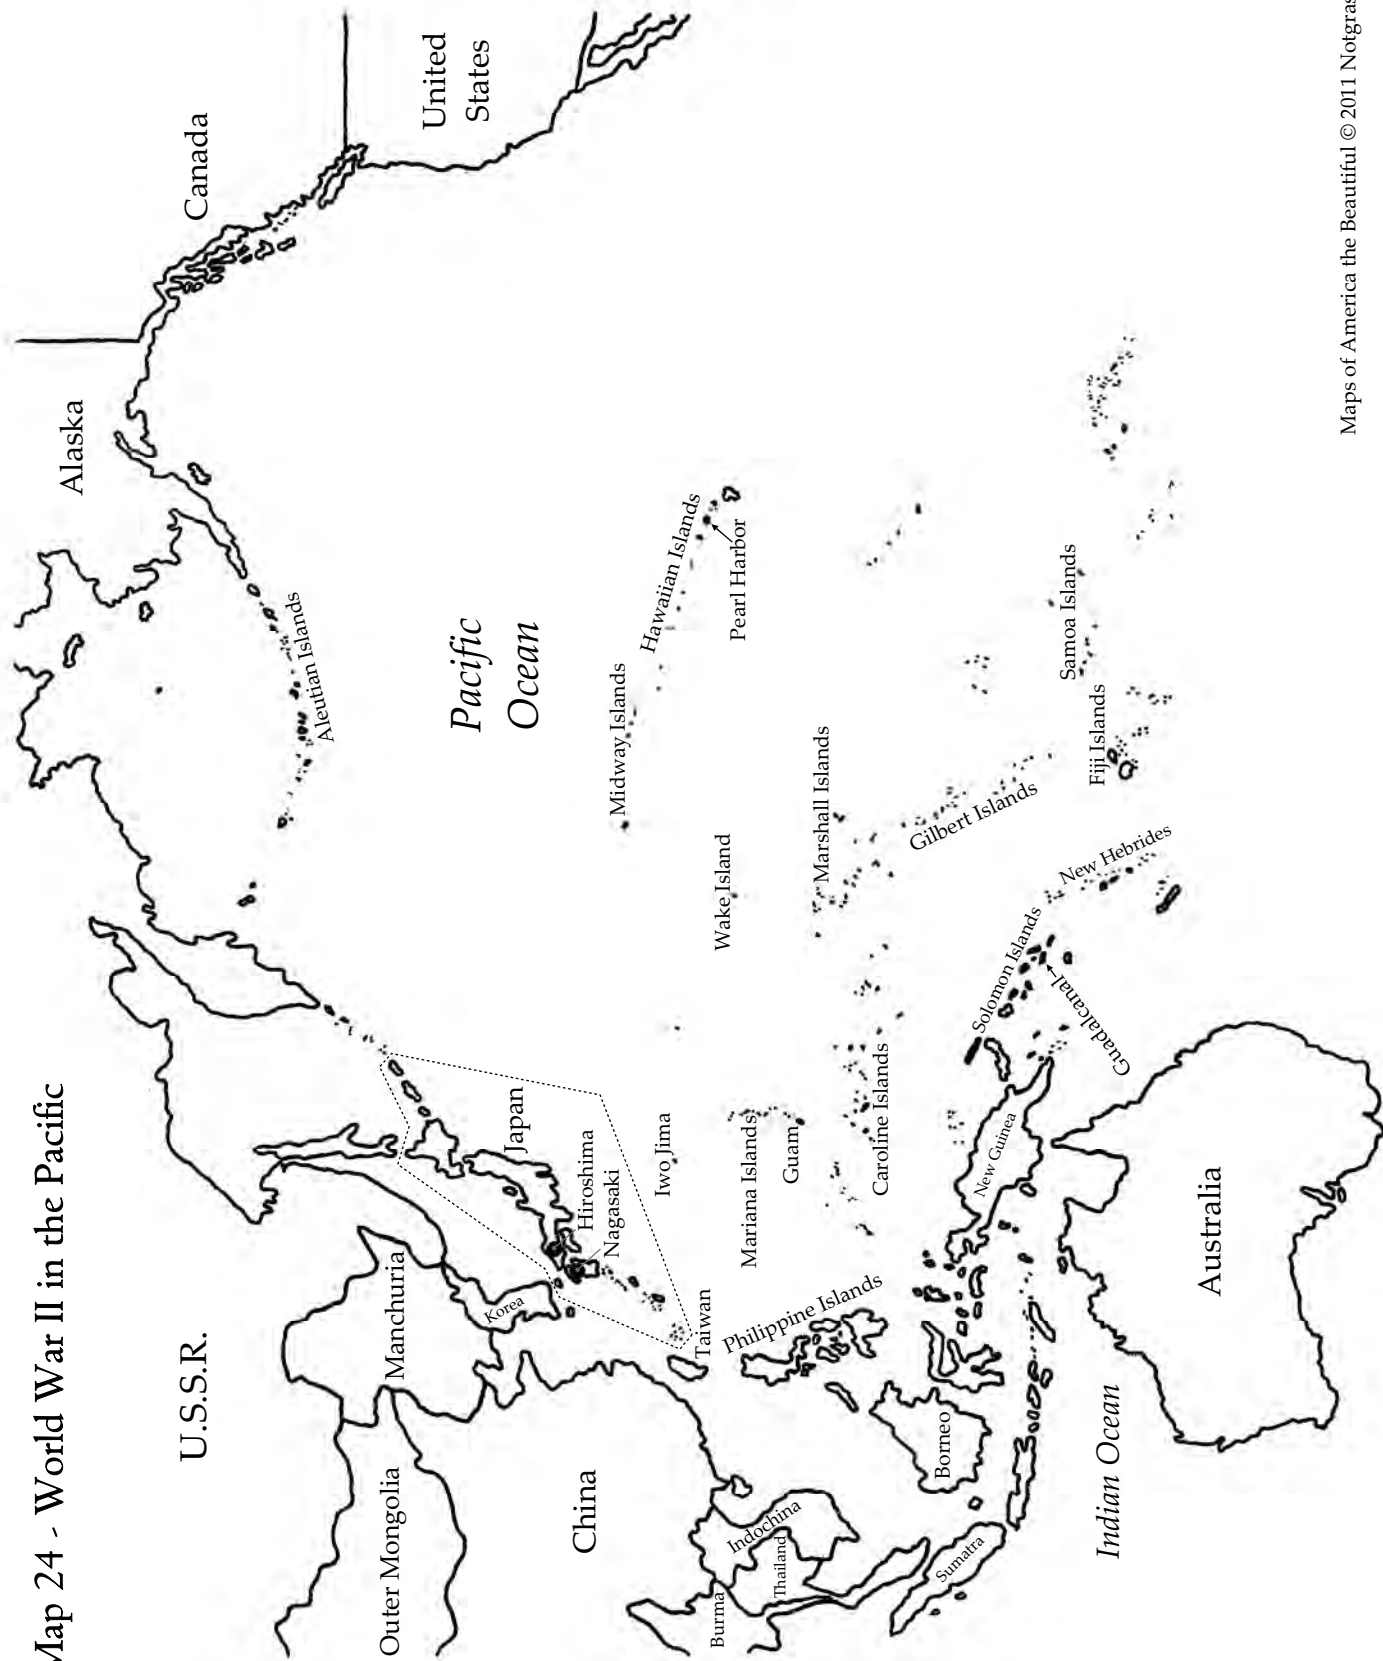 Map 24 - World War II in the Pacific
U.S.S.R.
Alaska
Canada
United
States
Aleutian Islands
Outer Mongolia
Manchuria
Korea
Japan
Hiroshima
Nagasaki
Pacific
Ocean
China
Midway Islands
Hawaiian Islands
Pearl Harbor
Iwo Jima
Taiwan
Wake Island
Burma
Thailand
Indochina
Philippine Islands
Mariana Islands
Guam
Marshall Islands
Caroline Islands
Gilbert Islands
Sumatra
Borneo
New Guinea
Solomon Islands
Guadalcanal
New Hebrides
Fiji Islands
Samoa Islands
Indian Ocean
Australia
Maps of America the Beautiful © 2011 Notgrass